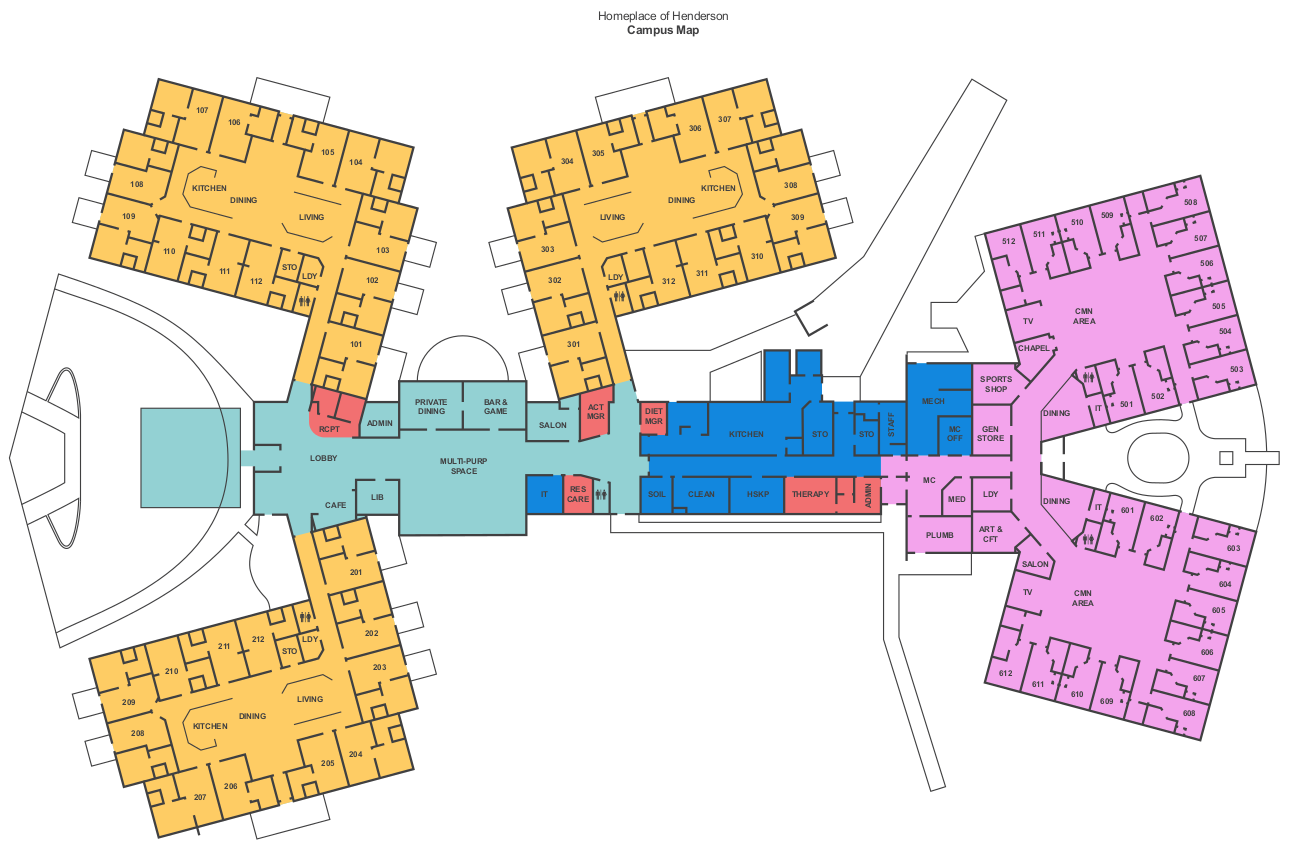 Homeplace of Henderson
Campus Map
107
106
105
104
108
KITCHEN
DINING
109
LIVING
103
110
111
112
STO
LDY
102
101
307
306
305
304
308
KITCHEN
DINING
LIVING
309
303
310
311
312
LDY
302
301
508
509
510
511
512
507
506
505
504
503
CMN
AREA
TV
CHAPEL
502
501
IT
DINING
SPORTS
SHOP
GEN
STORE
MECH
MC
OFF
STAFF
STO
STO
KITCHEN
DIET
MGR
ACT
MGR
SALON
BAR &
GAME
PRIVATE
DINING
ADMIN
RCPT
LOBBY
MULTI-PURP
SPACE
CAFE
LIB
IT
RES
CARE
SOIL
CLEAN
HSKP
THERAPY
ADMIN
MC
MED
LDY
PLUMB
ART &
CFT
DINING
IT
601
602
603
SALON
TV
CMN
AREA
604
605
606
607
608
609
610
611
612
201
202
203
204
205
206
207
208
209
210
211
212
STO
LDY
LIVING
DINING
KITCHEN